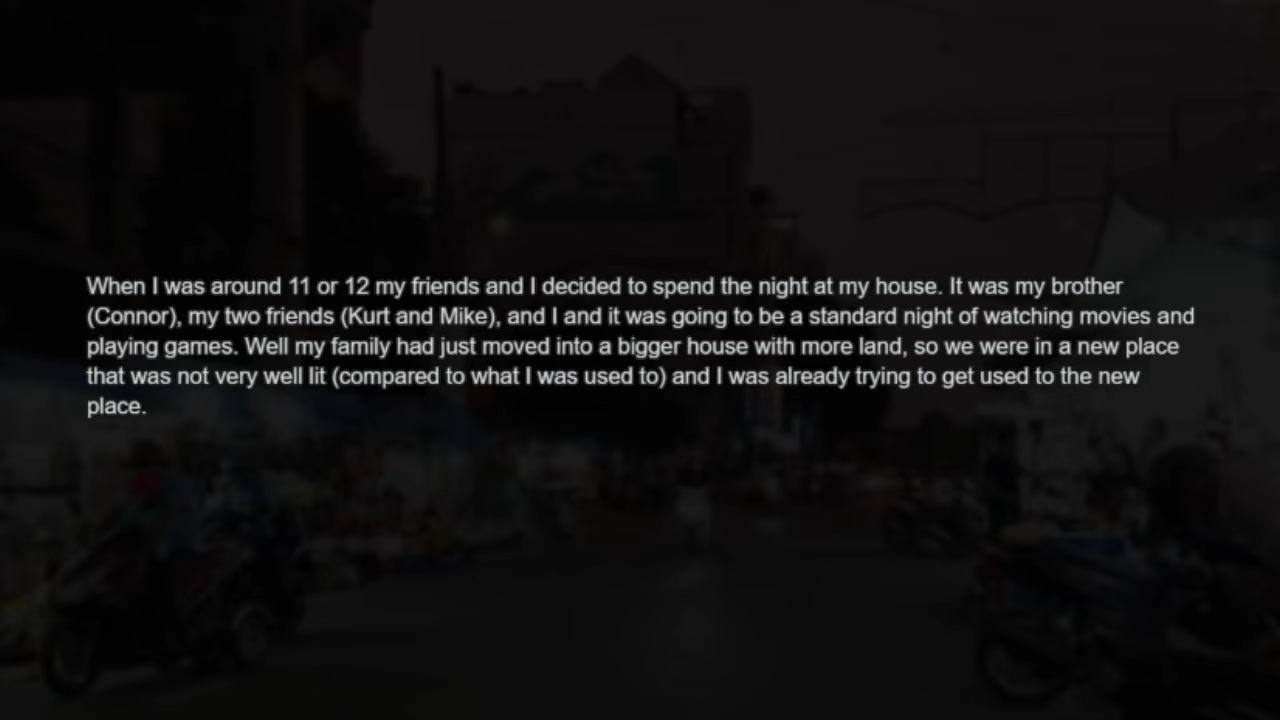 When I was around 11 or 12 my friends and I decided to spend the night at my house. It was my brother
(Connor), my two friends (Kurt and Mike), and I and it was going to be a standard night of watching movies and
playing games. Well my family had just moved into a bigger house with more land, so we were in a new place
that was not very well lit (compared to what I was used to) and I was already trying to get used to the new
place.